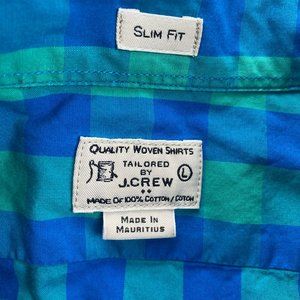 SLIM FIT
QUALITY WOVEN SHIRTS
TAILORED
BY
J.CREW
L
MADE OF 100% COTTON / COTON
MADE IN
MAURITIUS